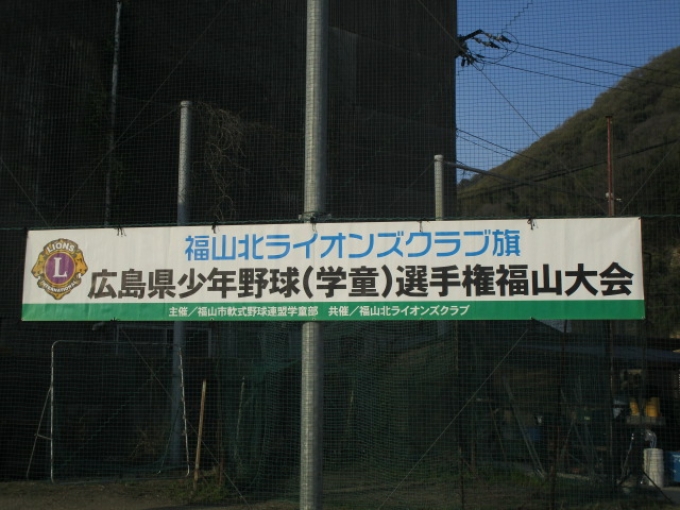 福山北ライオンズクラブ旗
LIONS
L
INTERNATIONAL
広島県少年野球(学童)選手権福山大会
主催／福山市軟式野球連盟学童部 共催／福山北ライオンズクラブ